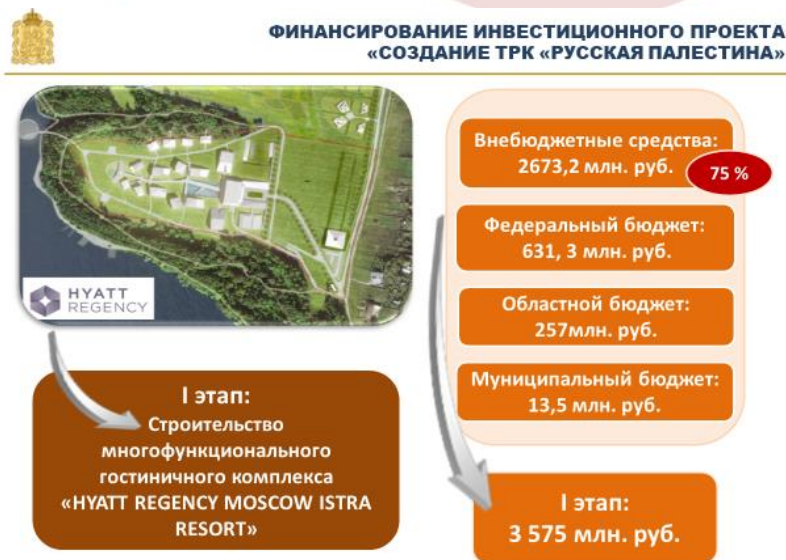 ФИНАНСИРОВАНИЕ ИНВЕСТИЦИОННОГО ПРОЕКТА
«СОЗДАНИЕ ТРК «РУССКАЯ ПАЛЕСТИНА»
HYATT
REGENCY
I этап:
Строительство
многофункционального
гостиничного комплекса
«HYATT REGENCY MOSCOW ISTRA
RESORT»
Внебюджетные средства:
2673,2 млн. руб.
75 %
Федеральный бюджет:
631, 3 млн. руб.
Областной бюджет:
257млн. руб.
Муниципальный бюджет:
13,5 млн. руб.
I этап:
3 575 млн. руб.